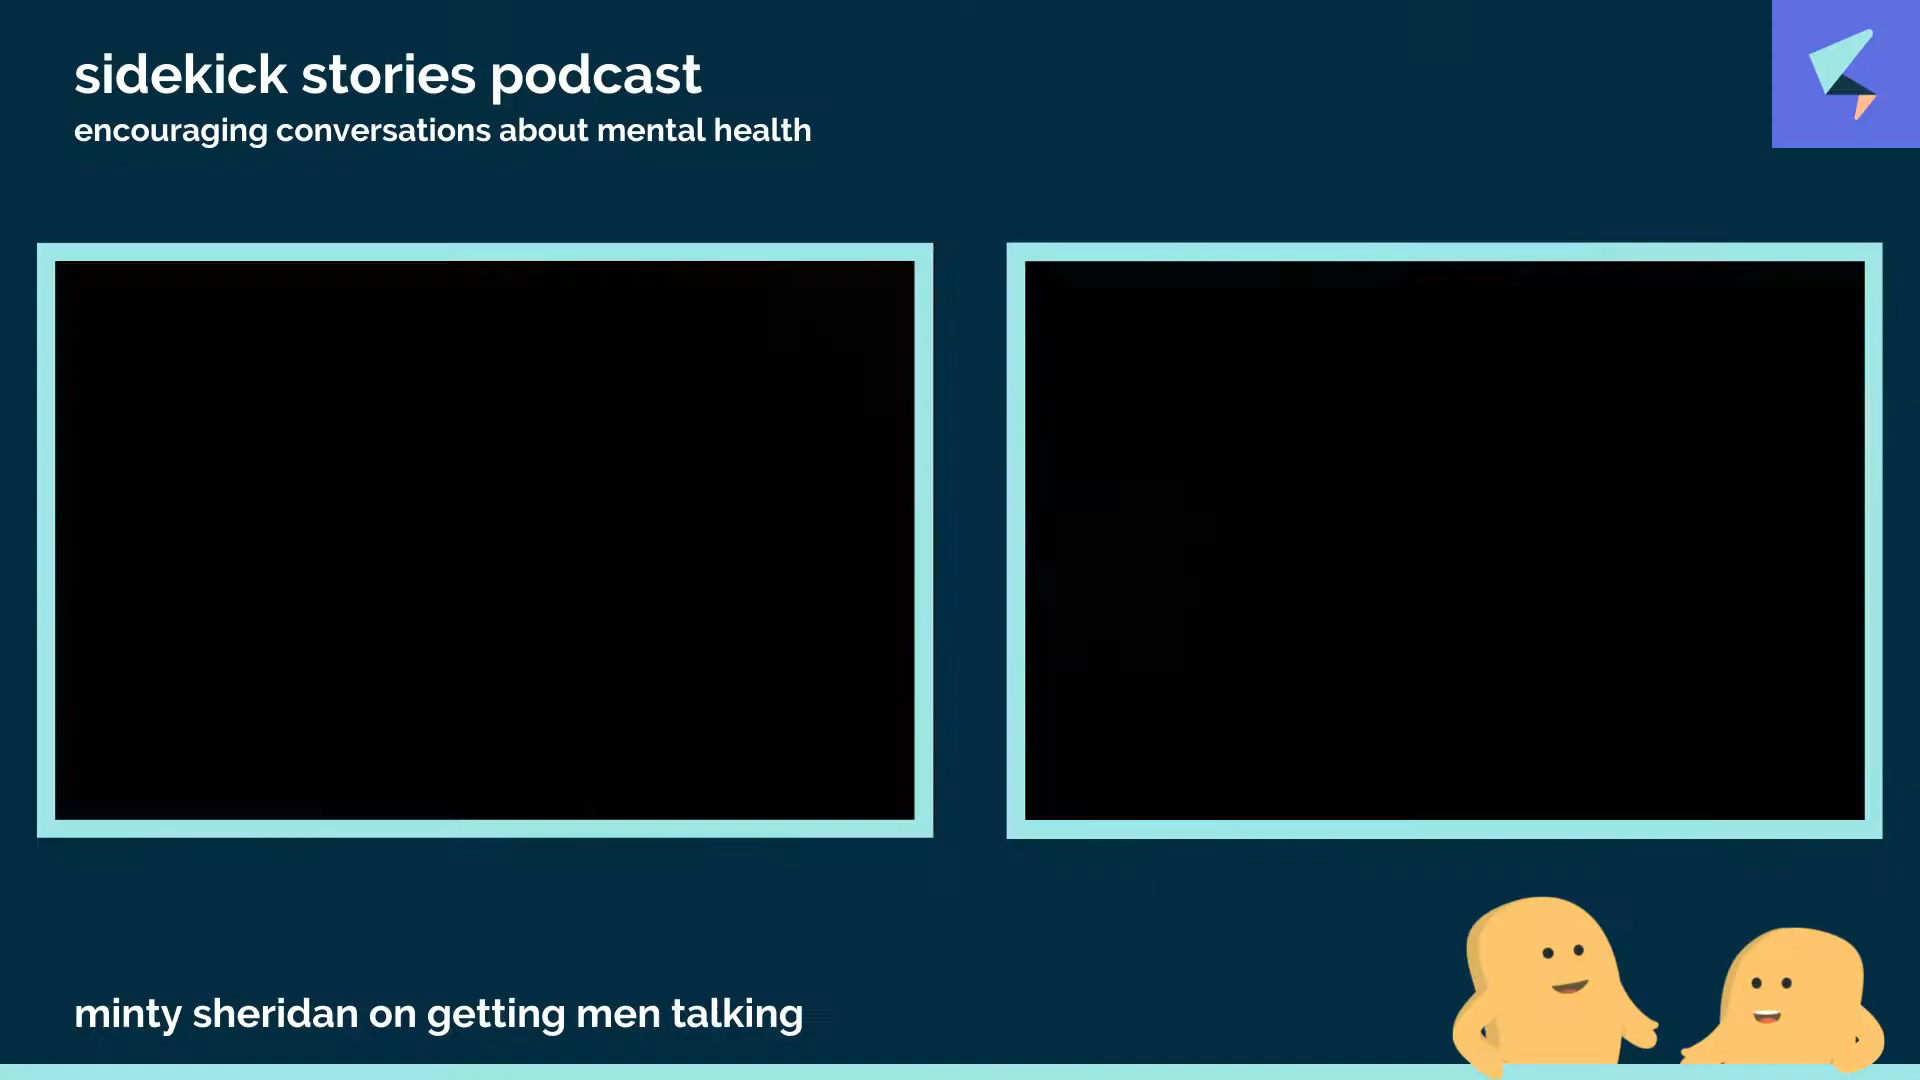 sidekick stories podcast
encouraging conversations about mental health
minty sheridan on getting men talking